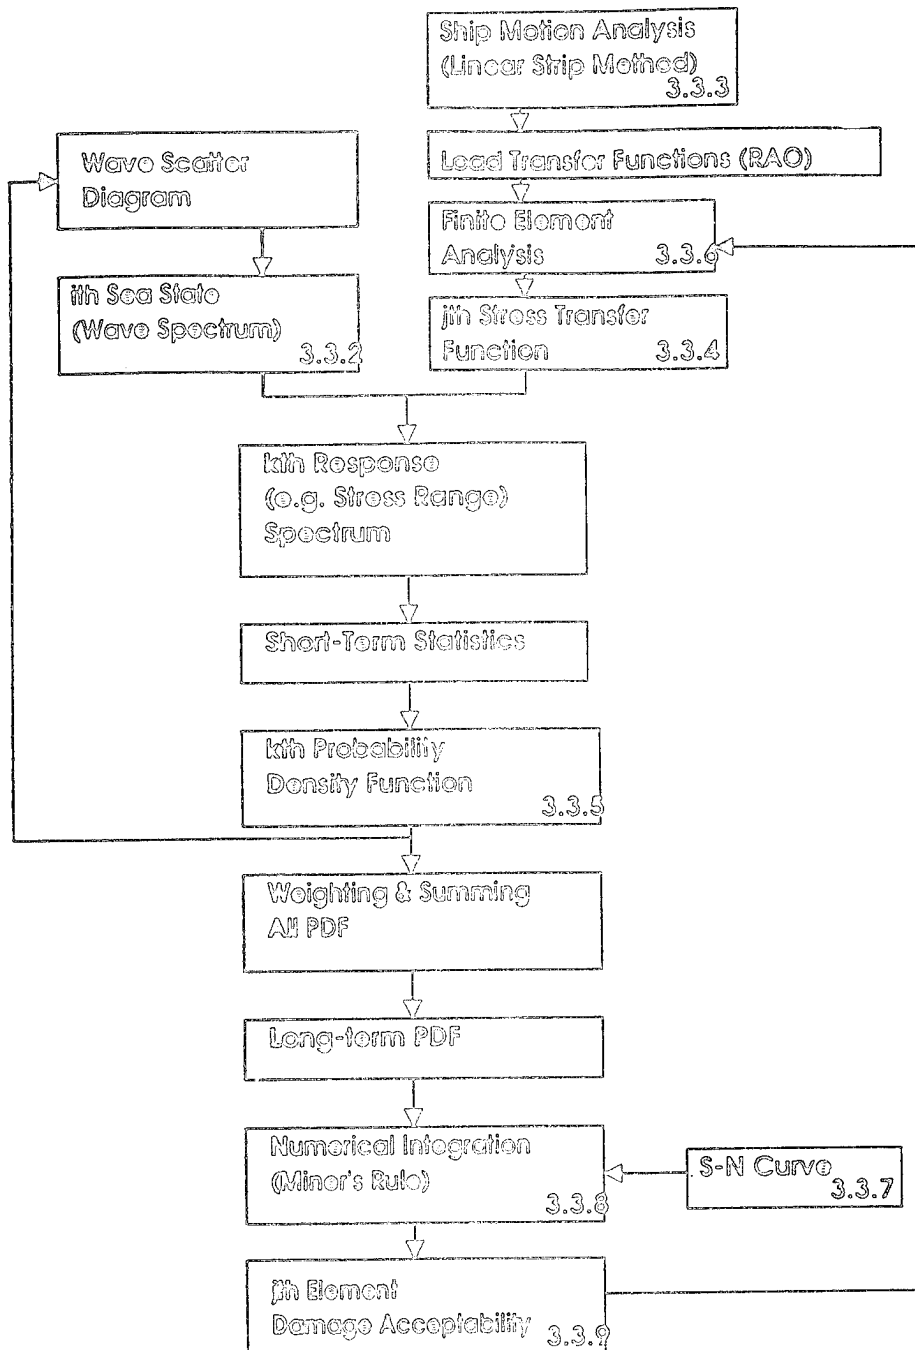 Ship Motion Analysis
(Linear Strip Method)
3.3.3
Load Transfer Functions (RAO)
Wave Scatter
Diagram
Finite Element
Analysis
3.3.6
ith Sea State
(Wave Spectrum)
3.3.2
jth Stress Transfer
Function
3.3.4
kth Response
(e.g. Stress Range)
Spectrum
Short-Term Statistics
kth Probability
Density Function
3.3.5
Weighting & Summing
All PDF
Long-term PDF
Numerical Integration
(Miner's Rule)
3.3.8
S-N Curve
3.3.7
jth Element
Damage Acceptability
3.3.9